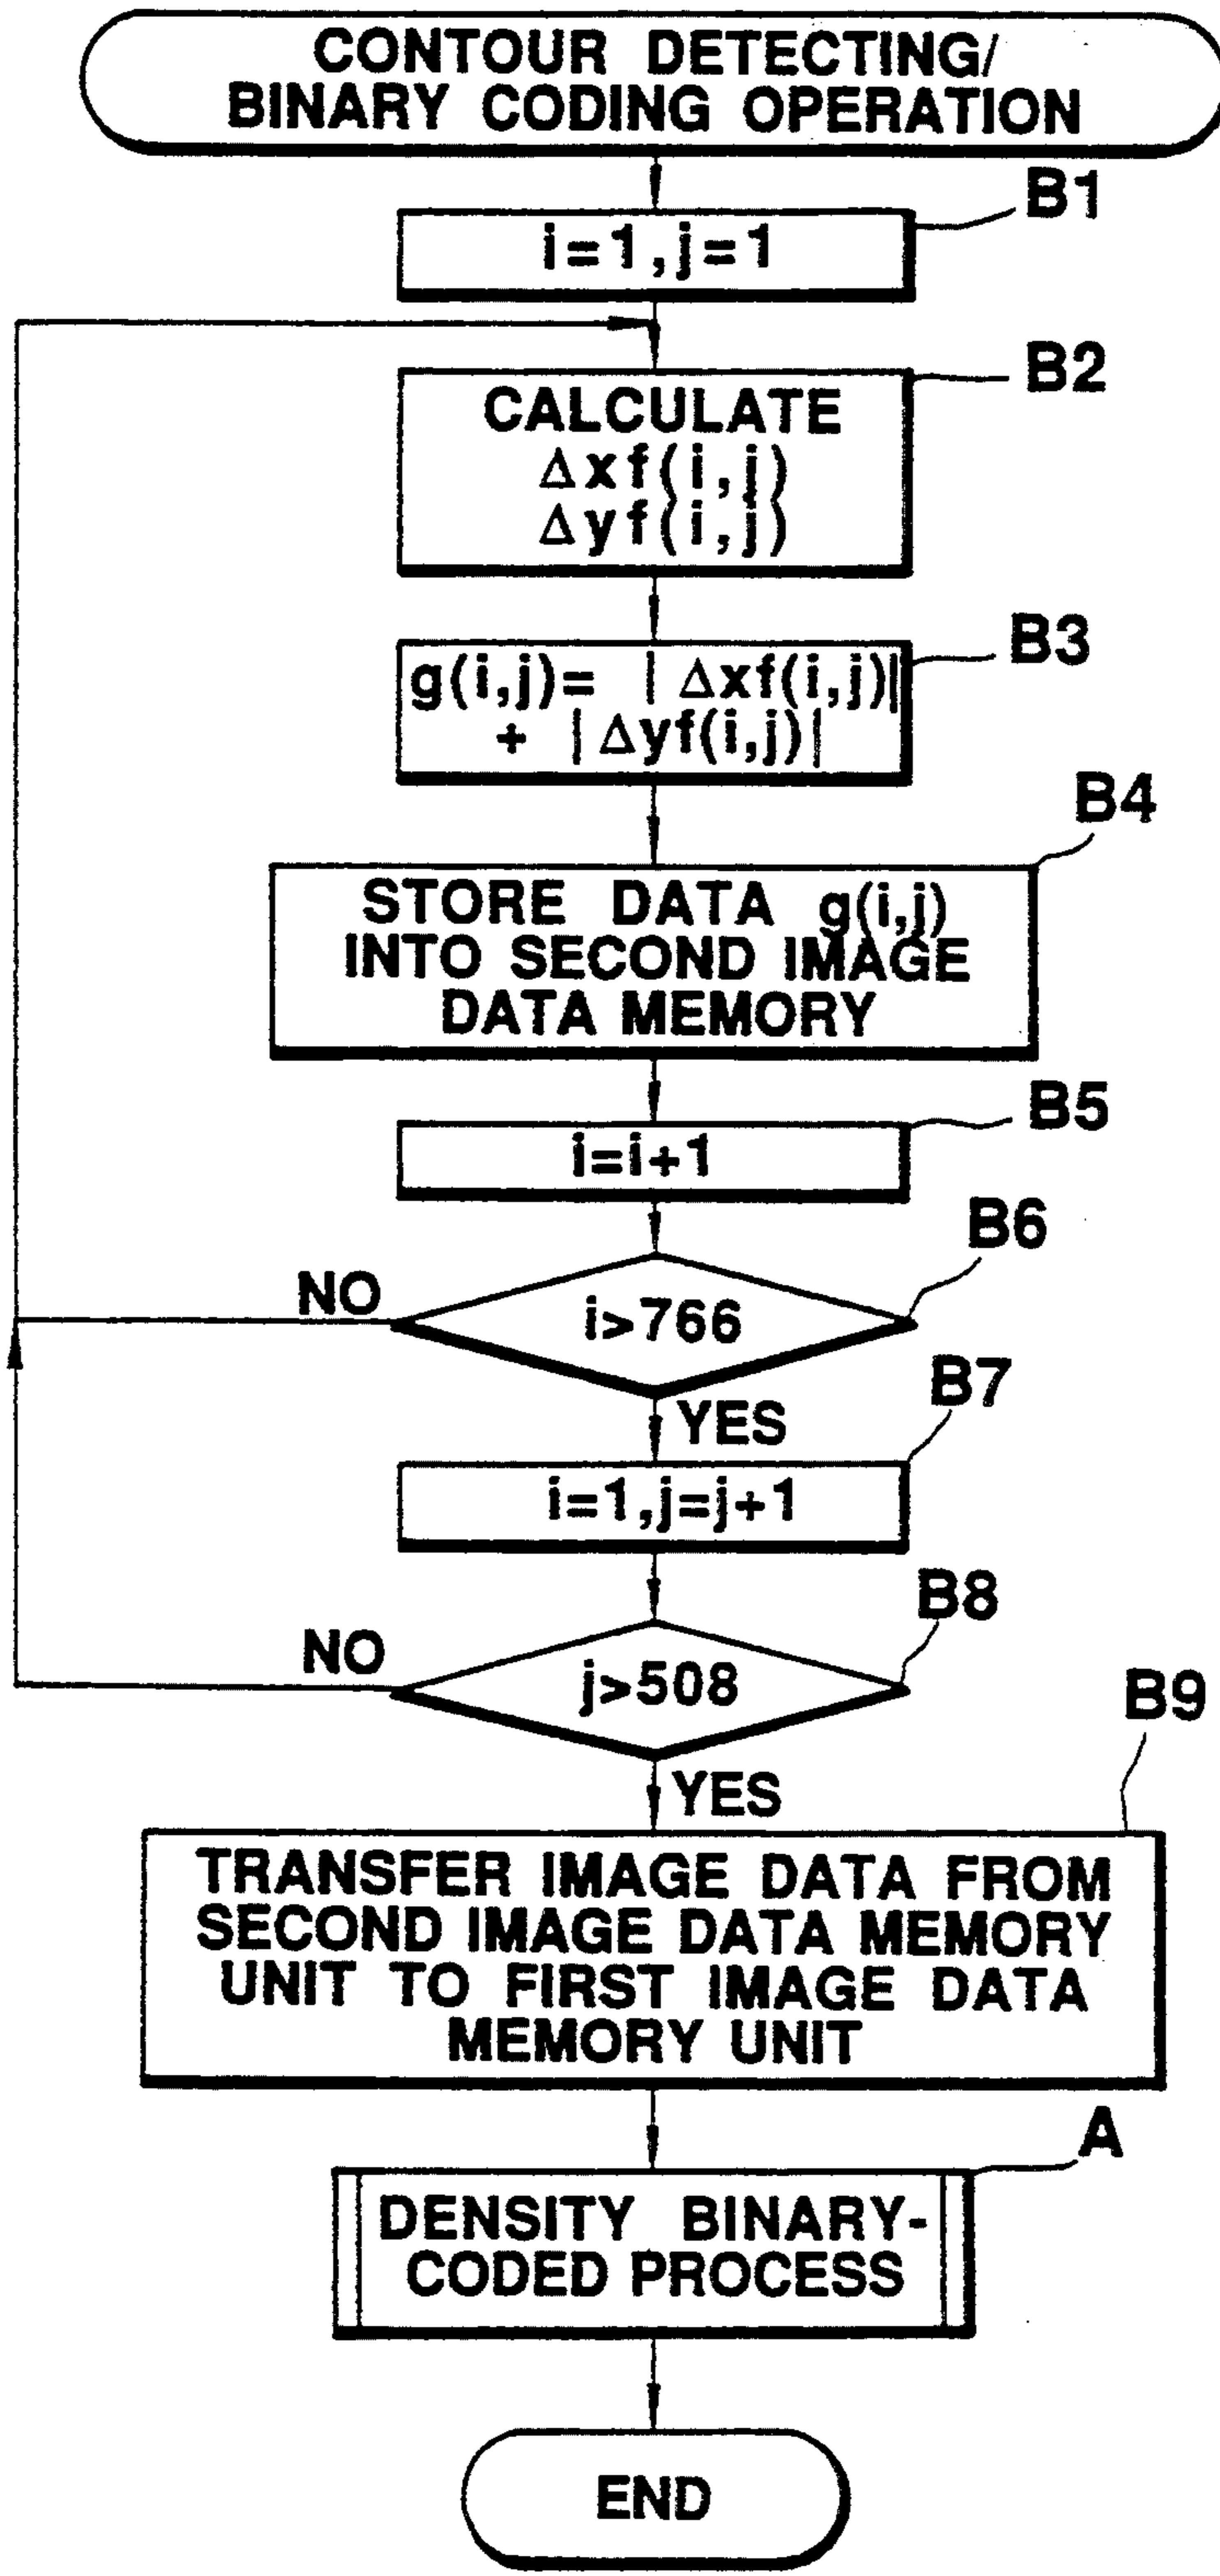 CONTOUR DETECTING/
BINARY CODING OPERATION
B1
i=1,j=1
B2
CALCULATE
Δxf(i,j)
Δyf(i,j)
B3
g(i,j)= |Δxf(i,j)|
+ |Δyf(i,j)|
B4
STORE DATA g(i,j)
INTO SECOND IMAGE
DATA MEMORY
B5
i=i+1
B6
NO
i>766
YES
B7
i=1,j=j+1
B8
NO
j>508
YES
B9
TRANSFER IMAGE DATA FROM
SECOND IMAGE DATA MEMORY
UNIT TO FIRST IMAGE DATA
MEMORY UNIT
A
DENSITY BINARY-
CODED PROCESS
END